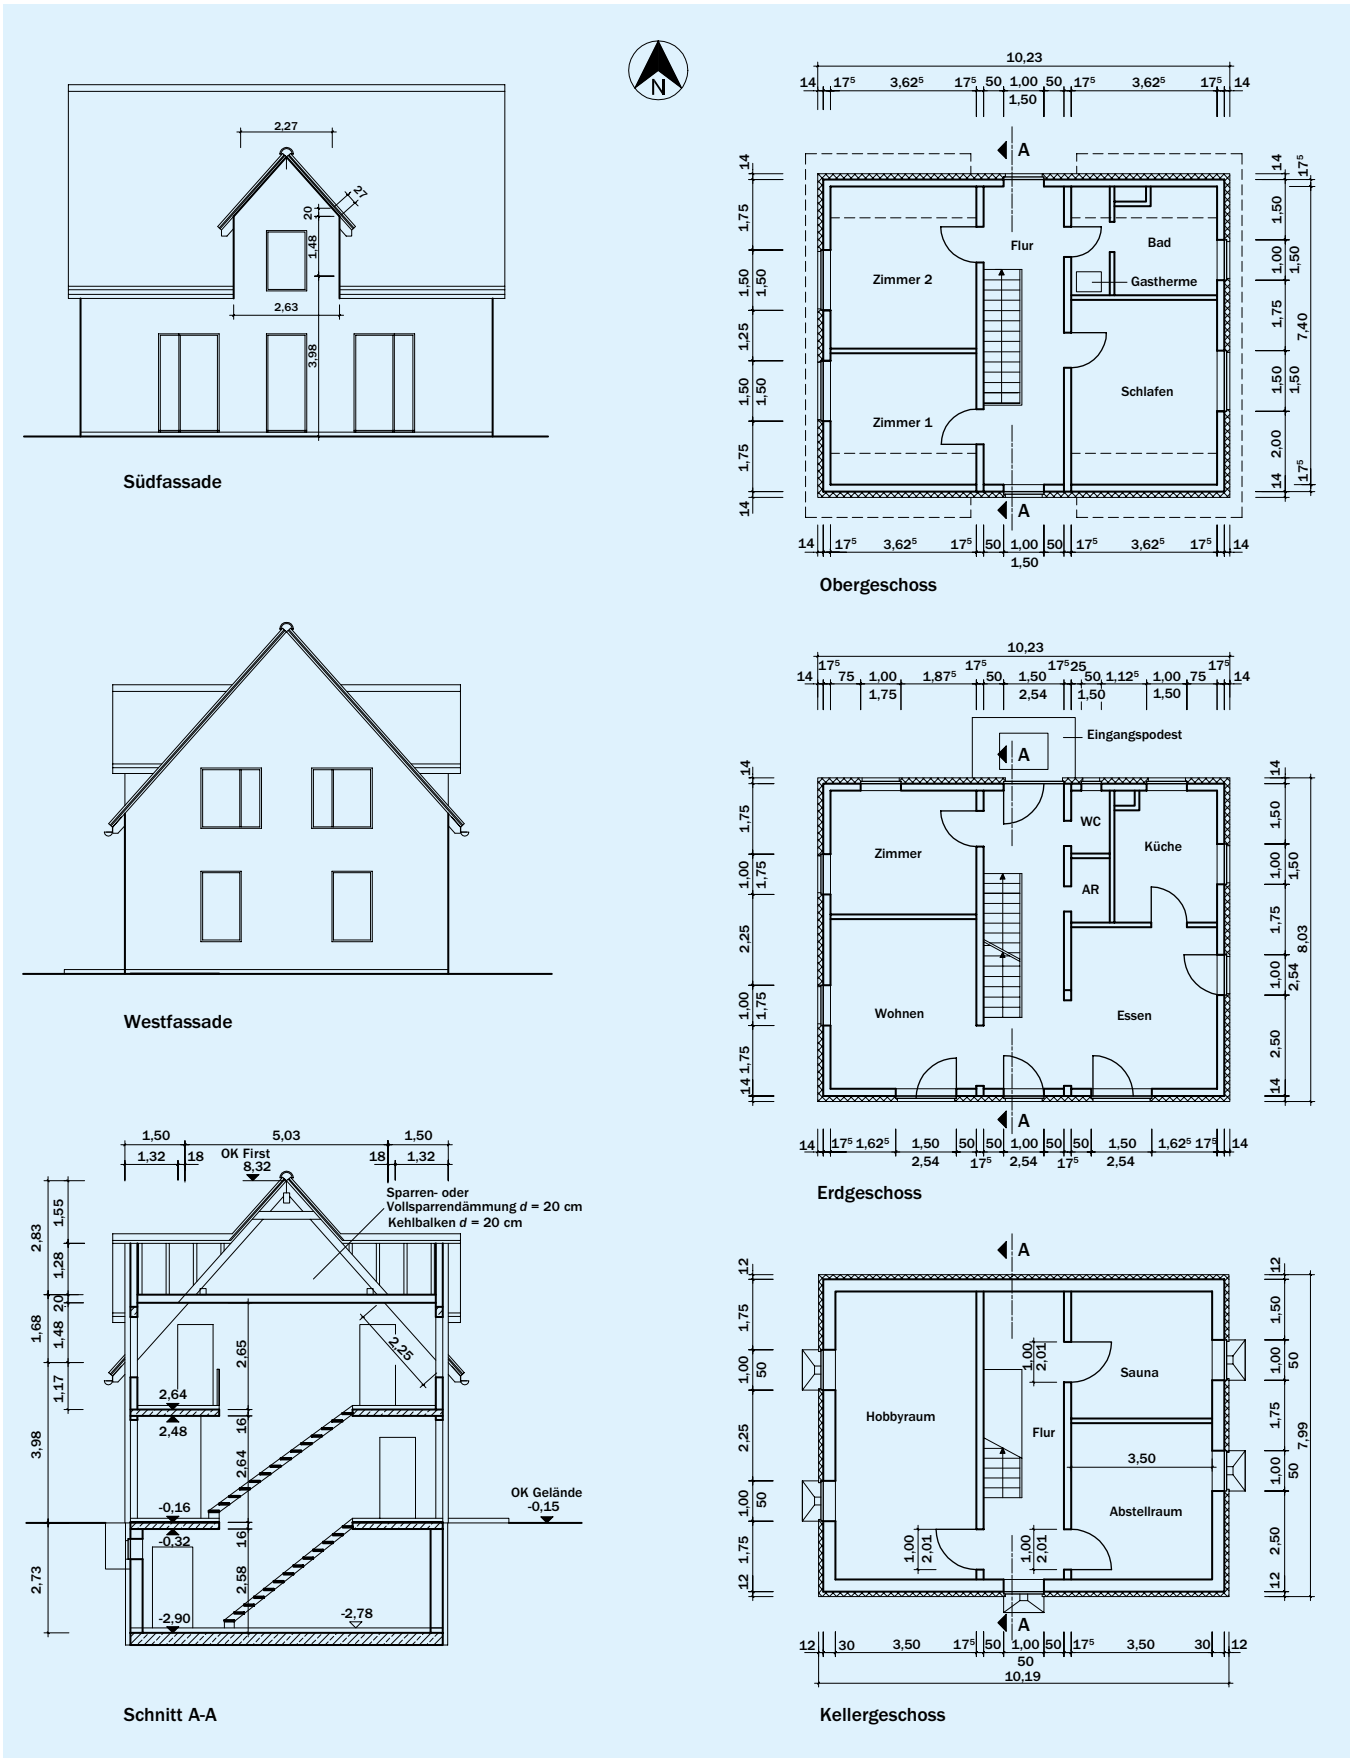 2,27
27
20
1,48
2,63
3,98
Südfassade
N
10,23
14 17⁵ 3,62⁵ 17⁵ 50 1,00 50 17⁵ 3,62⁵ 17⁵ 14
1,50
A
14
1,75
1,50
1,50
1,25
1,50
1,50
1,75
14
Flur
Bad
Zimmer 2
Gastherme
Schlafen
Zimmer 1
14
17⁵
1,50
1,00
1,50
1,75
7,40
1,50
1,50
2,00
14
17⁵
A
14 17⁵ 3,62⁵ 17⁵ 50 1,00 50 17⁵ 3,62⁵ 17⁵ 14
1,50
Obergeschoss
Westfassade
10,23
17⁵ 17⁵ 17⁵25 17⁵
14 75 1,00 1,87⁵ 50 1,50 50 1,12⁵ 1,00 75 14
1,75 2,54 1,50 1,50
Eingangspodest
A
14
1,75
1,00
1,75
2,25
1,00
1,75
1,75
14
WC
Zimmer
Küche
AR
Wohnen
Essen
14
1,50
1,00
1,50
1,75
8,03
1,00
2,54
2,50
14
A
14 17⁵ 1,62⁵ 1,50 50 50 1,00 50 50 1,50 1,62⁵ 17⁵ 14
2,54 17⁵ 2,54 17⁵ 2,54
Erdgeschoss
1,50 5,03 1,50
1,32 18 18 1,32
OK First
8,32
Sparren- oder
Vollsparrendämmung d = 20 cm
Kehlbalken d = 20 cm
2,83
1,55
1,28
20
1,68
1,48
1,17
3,98
2,73
2,65
2,25
2,64
2,48
16
2,64
-0,16
-0,32
16
2,58
-2,90
-2,78
OK Gelände
-0,15
Schnitt A-A
A
12
1,75
1,00
50
2,25
1,00
50
1,75
12
1,00
2,01
Sauna
Hobbyraum
Flur
3,50
Abstellraum
1,00
2,01
1,00
2,01
12
1,50
1,00
50
1,75
7,99
1,00
50
2,50
12
A
12 30 3,50 17⁵ 50 1,00 50 17⁵ 3,50 30 12
50
10,19
Kellergeschoss